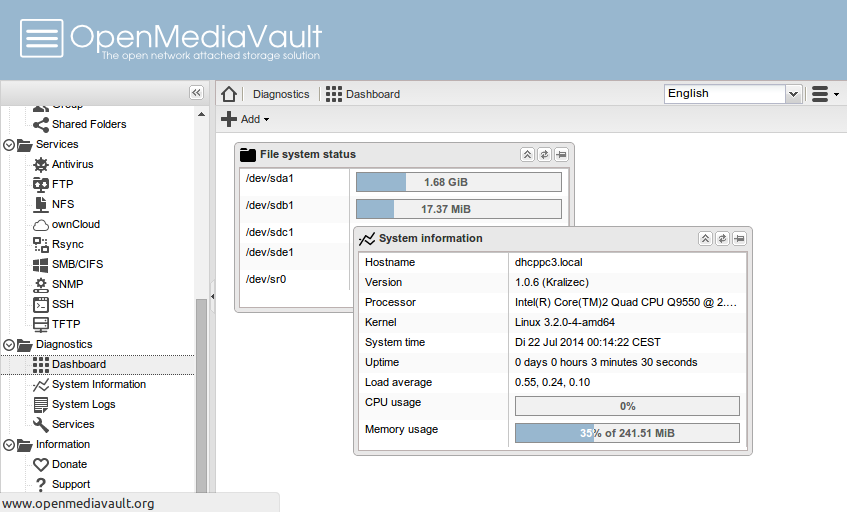 OpenMediaVault
The open network attached storage solution
Diagnostics
Dashboard
English
Add
Shared Folders
Services
Antivirus
FTP
NFS
ownCloud
Rsync
SMB/CIFS
SNMP
SSH
TFTP
Diagnostics
Dashboard
System Information
System Logs
Services
Information
Donate
Support
www.openmediavault.org
File system status
/dev/sda1 1.68 GiB
/dev/sdb1 17.37 MiB
/dev/sdc1
/dev/sde1
/dev/sr0
System information
Hostname dhcppc3.local
Version 1.0.6 (Kralizec)
Processor Intel(R) Core(TM)2 Quad CPU Q9550 @ 2....
Kernel Linux 3.2.0-4-amd64
System time Di 22 Jul 2014 00:14:22 CEST
Uptime 0 days 0 hours 3 minutes 30 seconds
Load average 0.55, 0.24, 0.10
CPU usage 0%
Memory usage 35% of 241.51 MiB